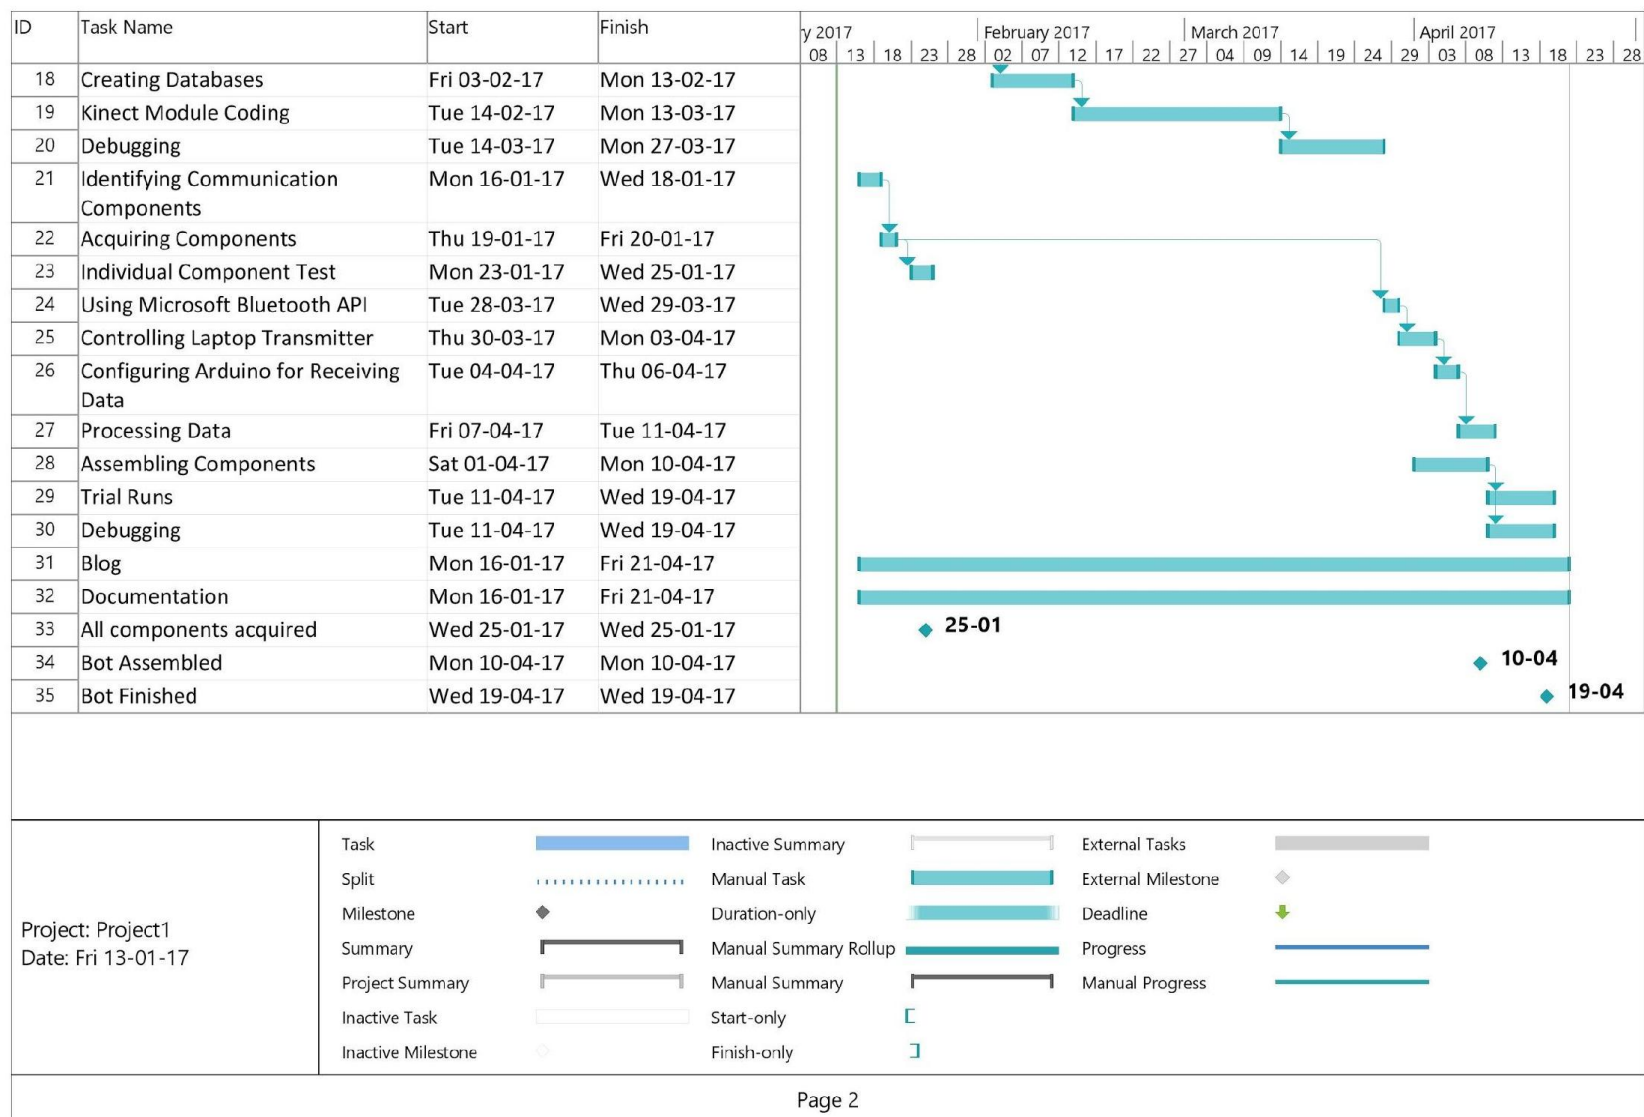 ID Task Name Start Finish y 2017 February 2017 March 2017 April 2017
08 13 18 23 28 02 07 12 17 22 27 04 09 14 19 24 29 03 08 13 18 23 28
18 Creating Databases Fri 03-02-17 Mon 13-02-17
19 Kinect Module Coding Tue 14-02-17 Mon 13-03-17
20 Debugging Tue 14-03-17 Mon 27-03-17
21 Identifying Communication Mon 16-01-17 Wed 18-01-17
Components
22 Acquiring Components Thu 19-01-17 Fri 20-01-17
23 Individual Component Test Mon 23-01-17 Wed 25-01-17
24 Using Microsoft Bluetooth API Tue 28-03-17 Wed 29-03-17
25 Controlling Laptop Transmitter Thu 30-03-17 Mon 03-04-17
26 Configuring Arduino for Receiving Tue 04-04-17 Thu 06-04-17
Data
27 Processing Data Fri 07-04-17 Tue 11-04-17
28 Assembling Components Sat 01-04-17 Mon 10-04-17
29 Trial Runs Tue 11-04-17 Wed 19-04-17
30 Debugging Tue 11-04-17 Wed 19-04-17
31 Blog Mon 16-01-17 Fri 21-04-17
32 Documentation Mon 16-01-17 Fri 21-04-17
33 All components acquired Wed 25-01-17 Wed 25-01-17 25-01
34 Bot Assembled Mon 10-04-17 Mon 10-04-17 10-04
35 Bot Finished Wed 19-04-17 Wed 19-04-17 19-04
Project: Project1
Date: Fri 13-01-17
Task Inactive Summary External Tasks
Split Manual Task External Milestone
Milestone Duration-only Deadline
Summary Manual Summary Rollup Progress
Project Summary Manual Summary Manual Progress
Inactive Task Start-only
Inactive Milestone Finish-only
Page 2